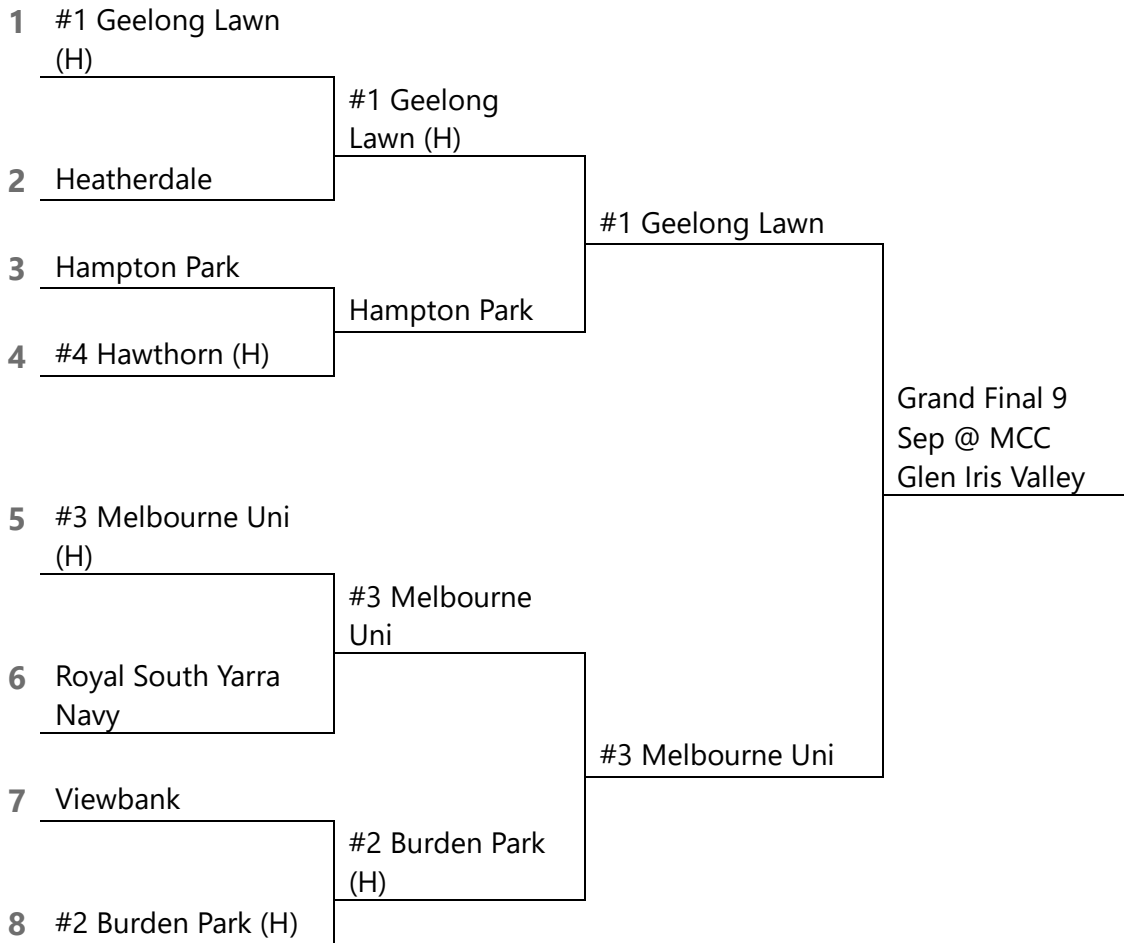 1 #1 Geelong Lawn
(H)
#1 Geelong
Lawn (H)
2 Heatherdale
#1 Geelong Lawn
3 Hampton Park
Hampton Park
4 #4 Hawthorn (H)
Grand Final 9
Sep @ MCC
Glen Iris Valley
5 #3 Melbourne Uni
(H)
#3 Melbourne
Uni
6 Royal South Yarra
Navy
#3 Melbourne Uni
7 Viewbank
#2 Burden Park
(H)
8 #2 Burden Park (H)